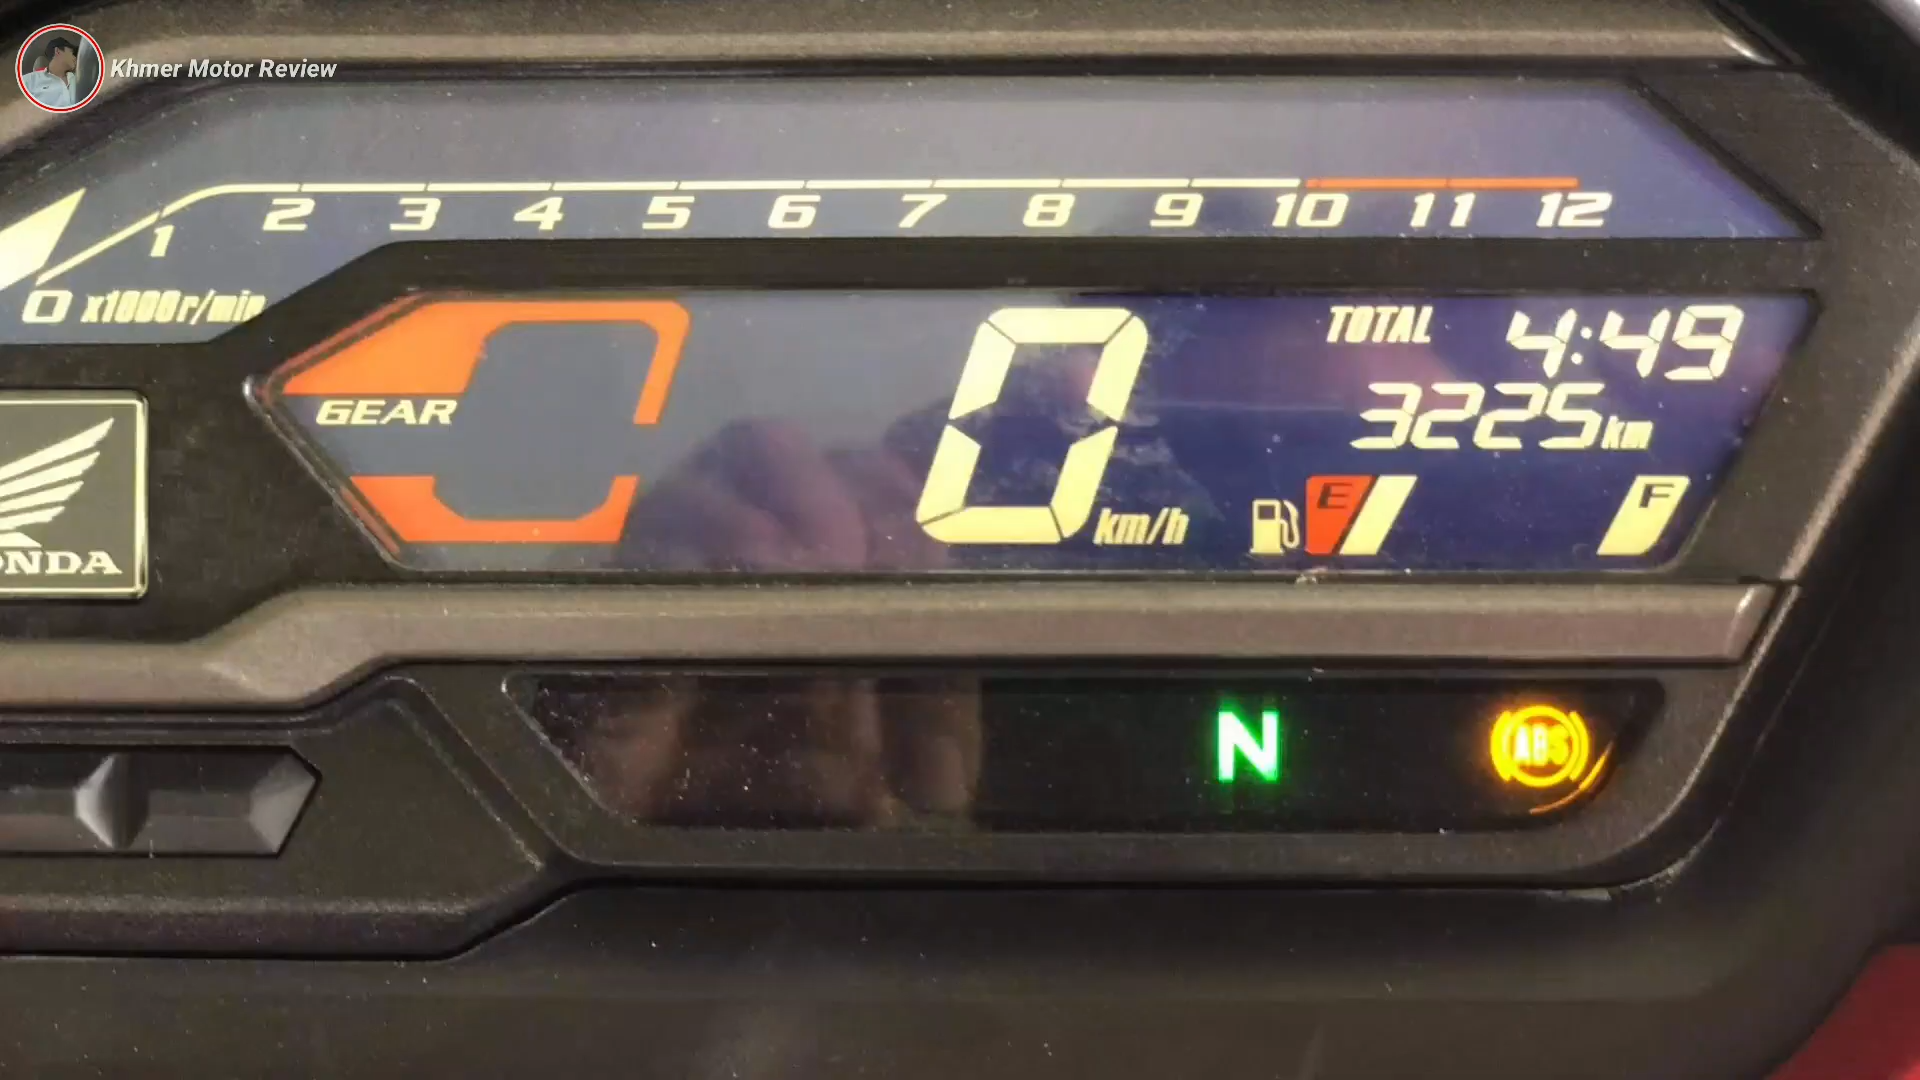 Khmer Motor Review
1 2 3 4 5 6 7 8 9 10 11 12
0 x1000r/min
TOTAL 4:49
GEAR
3225km
0 km/h
E F
HONDA
N ABS